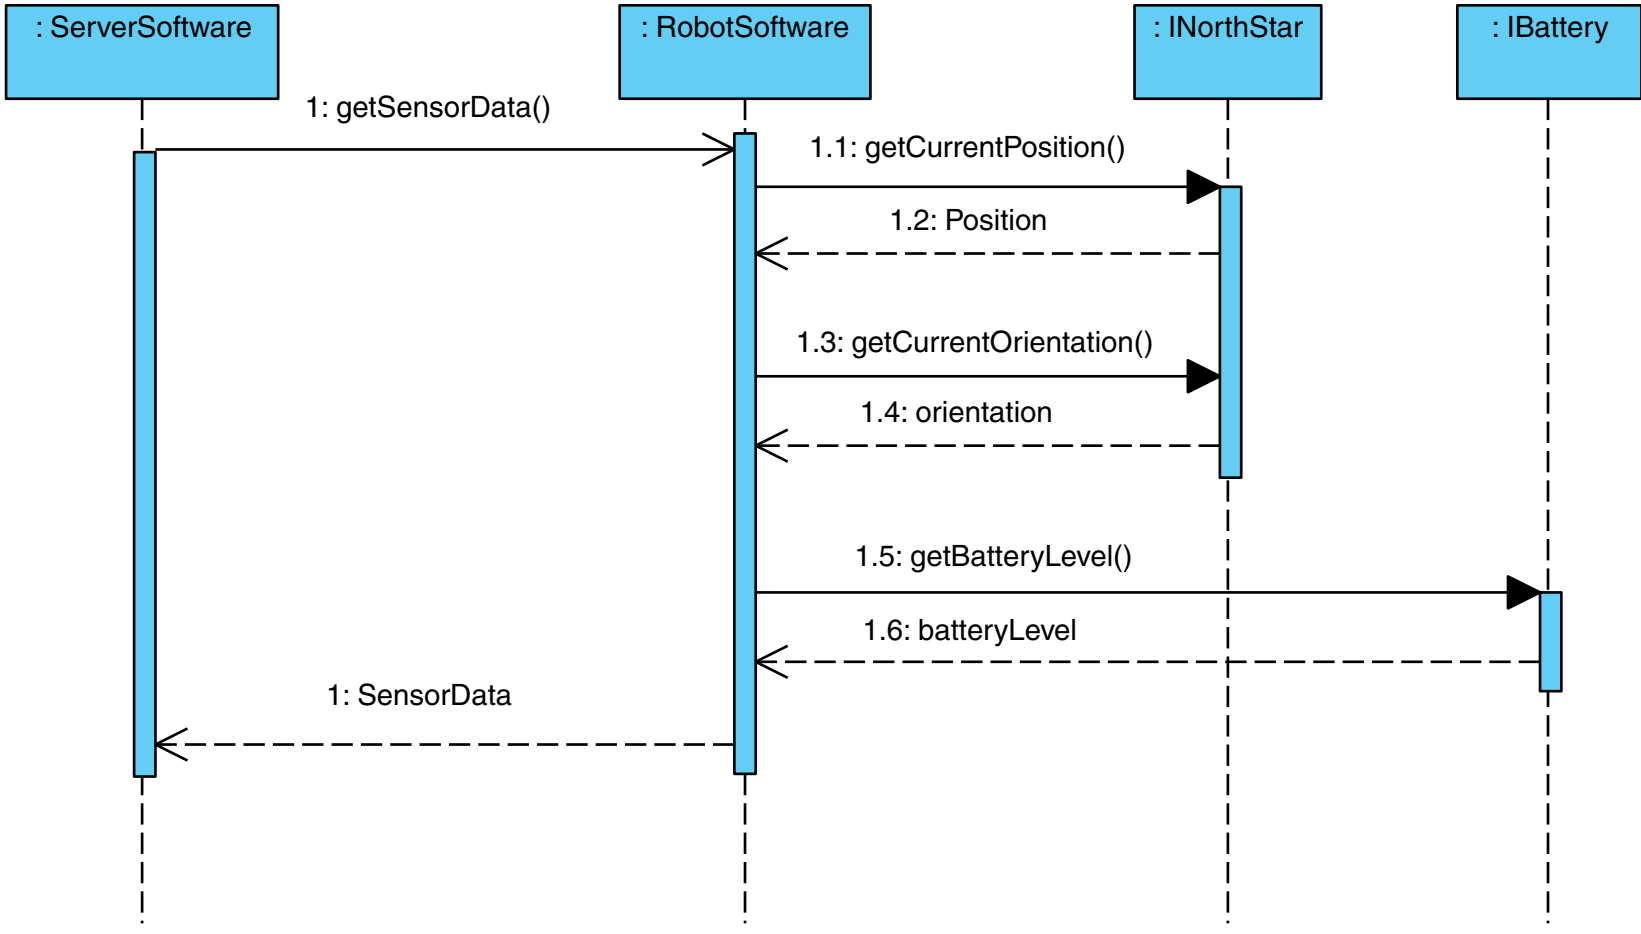 : ServerSoftware
: RobotSoftware
: INorthStar
: IBattery
1: getSensorData()
1.1: getCurrentPosition()
1.2: Position
1.3: getCurrentOrientation()
1.4: orientation
1.5: getBatteryLevel()
1.6: batteryLevel
1: SensorData